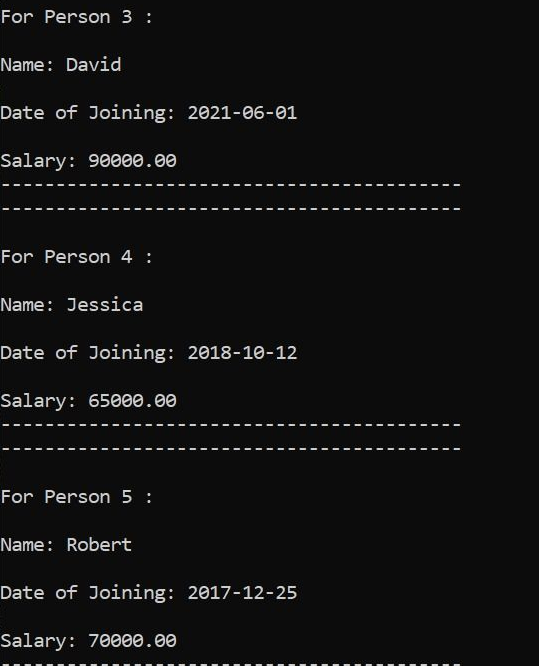 For Person 3 :
Name: David
Date of Joining: 2021-06-01
Salary: 90000.00
------------------------------------------
------------------------------------------
For Person 4 :
Name: Jessica
Date of Joining: 2018-10-12
Salary: 65000.00
------------------------------------------
------------------------------------------
For Person 5 :
Name: Robert
Date of Joining: 2017-12-25
Salary: 70000.00
------------------------------------------